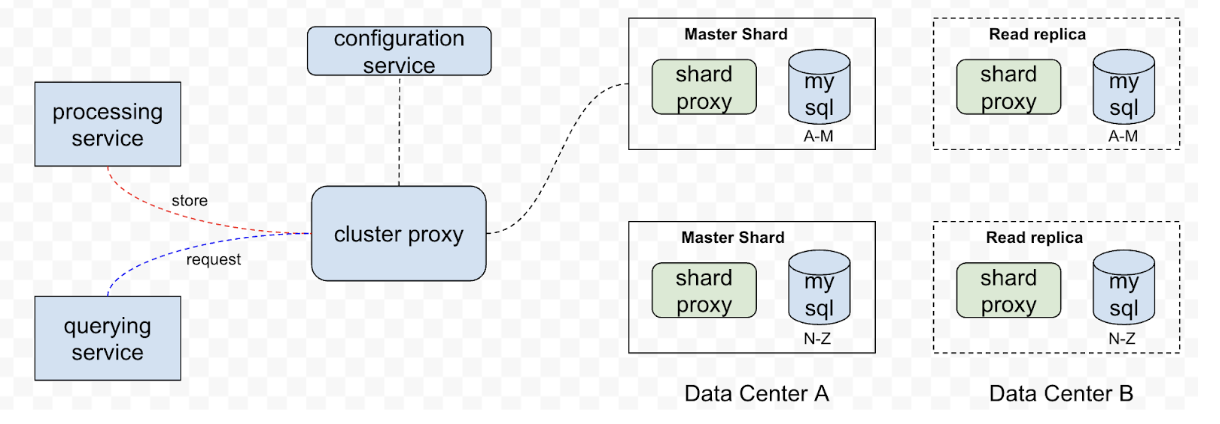 configuration
service
processing
service
store
cluster proxy
request
querying
service
Master Shard
shard
proxy
my
sql
A-M
Read replica
shard
proxy
my
sql
A-M
Master Shard
shard
proxy
my
sql
N-Z
Read replica
shard
proxy
my
sql
N-Z
Data Center A
Data Center B